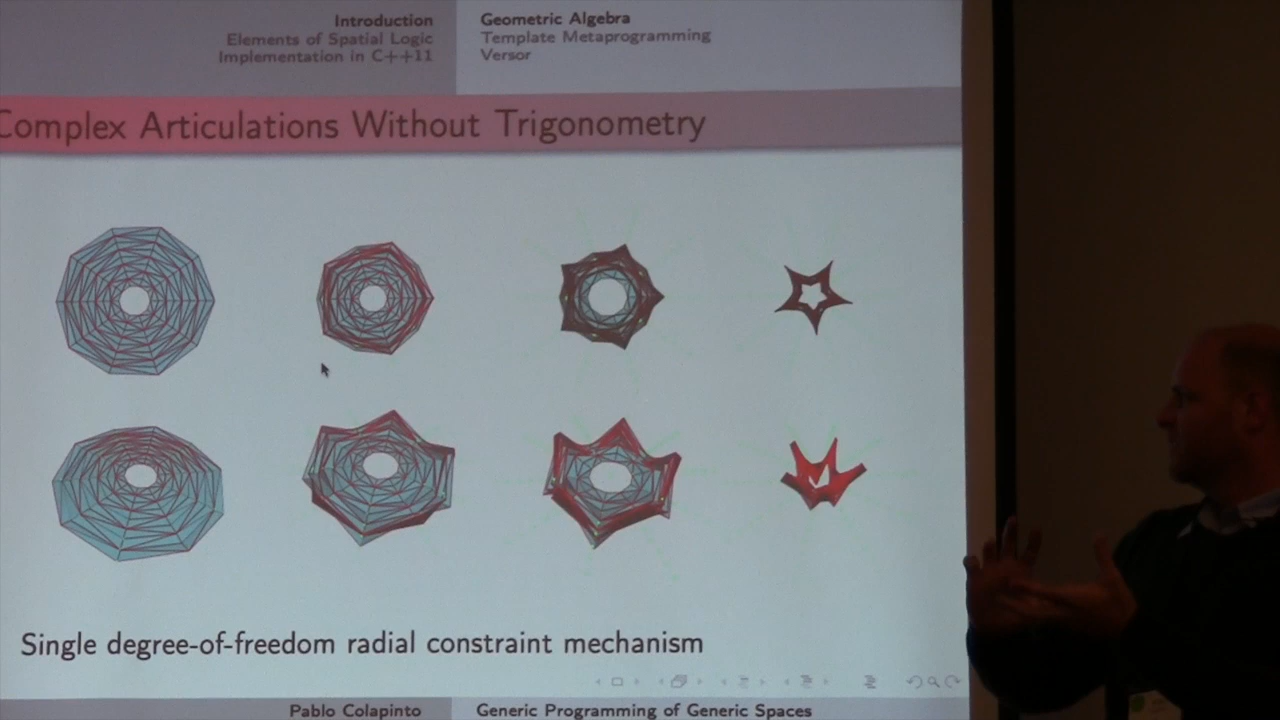 Introduction
Elements of Spatial Logic
Implementation in C++11
Geometric Algebra
Template Metaprogramming
Versor
Complex Articulations Without Trigonometry
Single degree-of-freedom radial constraint mechanism
Pablo Colapinto
Generic Programming of Generic Spaces